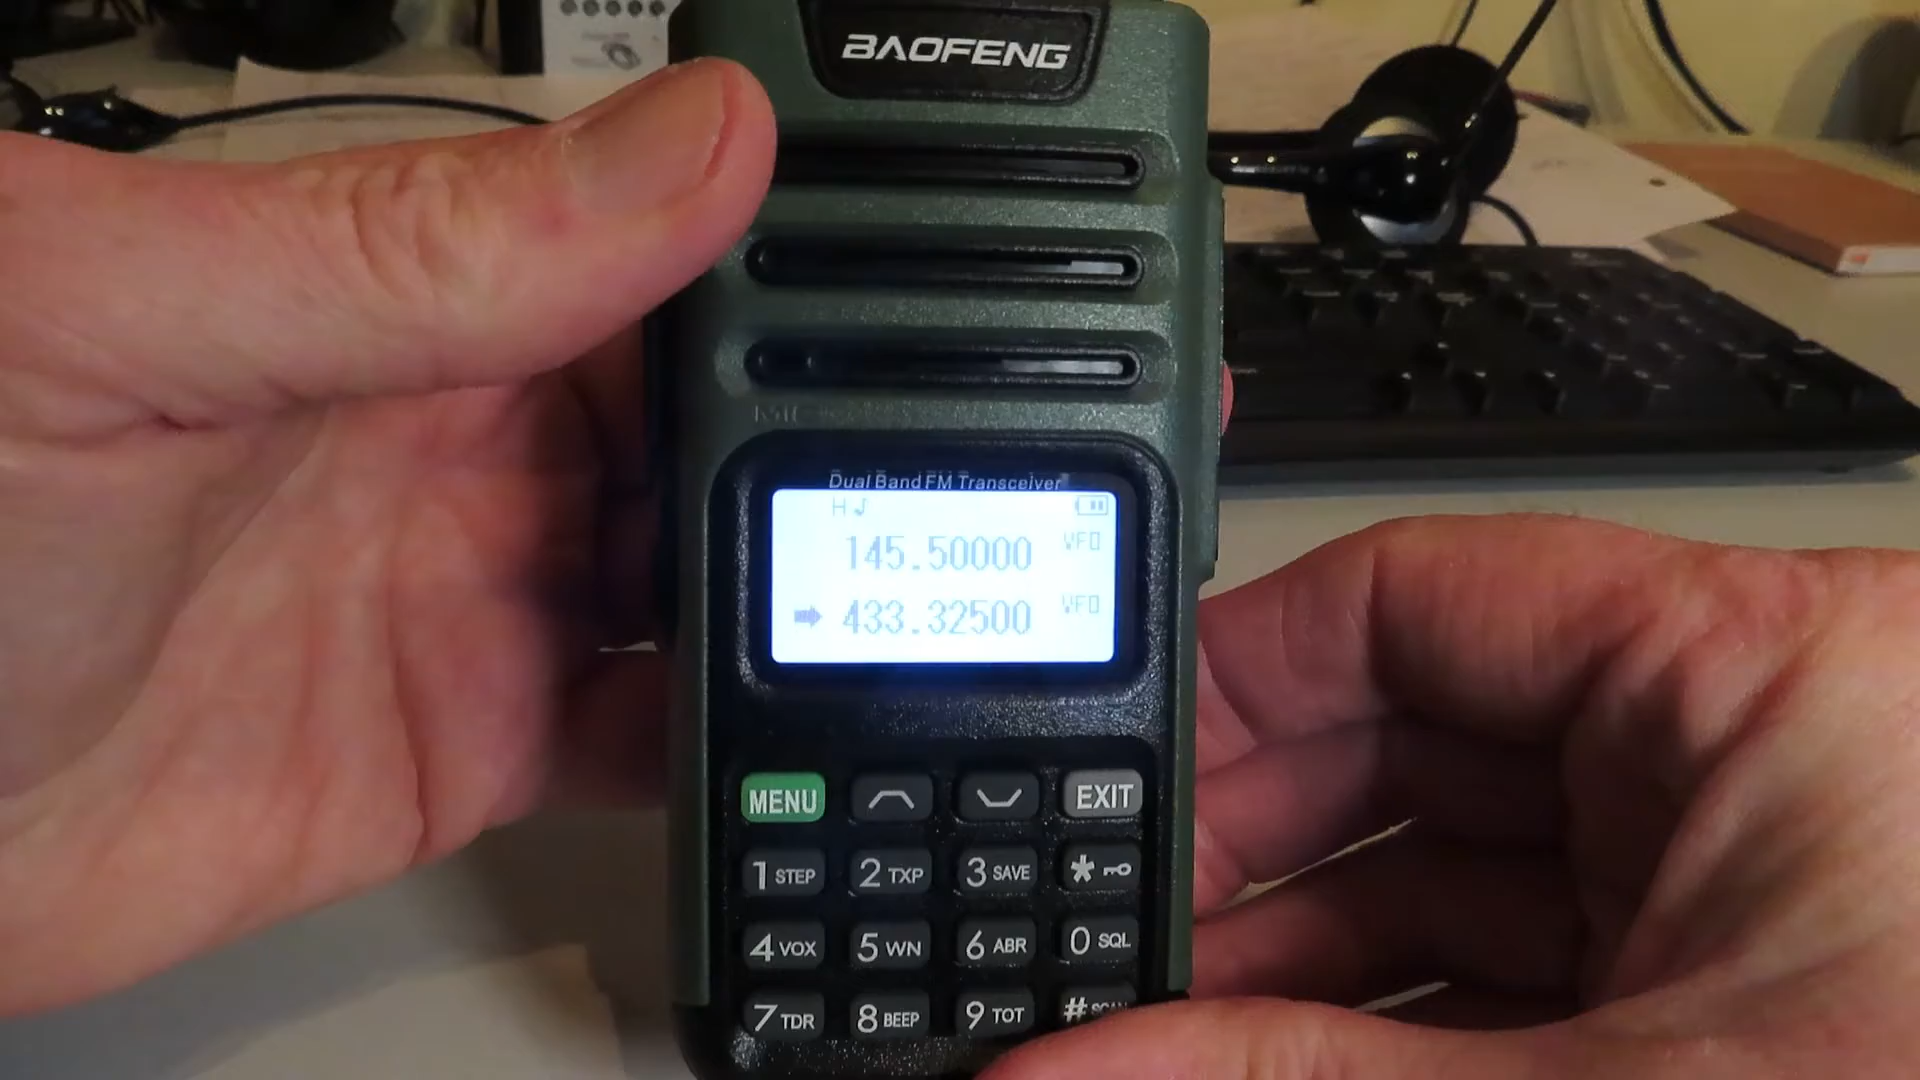 BAOFENG
Dual Band FM Transceiver
H
145.50000 VFO
433.32500 VFO
MENU EXIT
1 STEP 2 TXP 3 SAVE *
4 VOX 5 WN 6 ABR 0 SQL
7 TDR 8 BEEP 9 TOT # SCAN